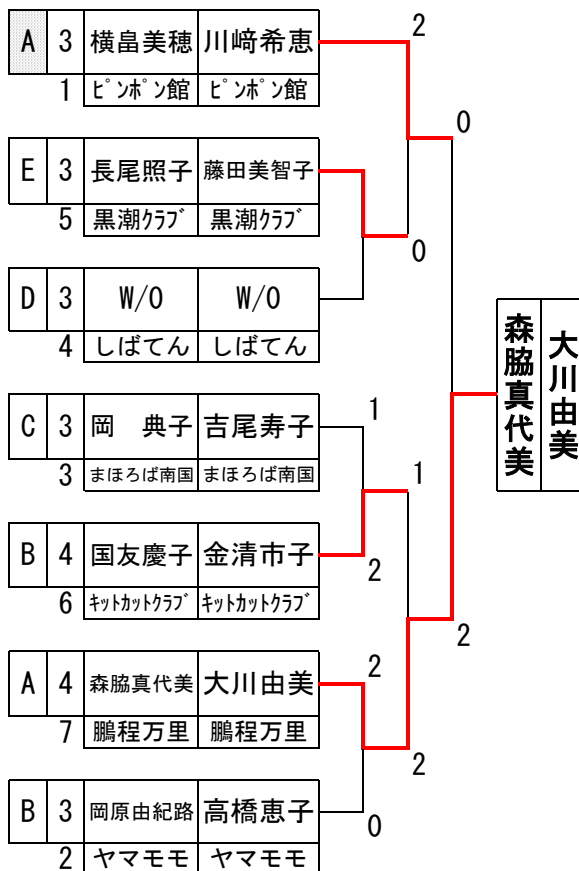 A 3 横畠美穂 川﨑希恵 2
1 ﾋﾟﾝﾎﾟﾝ館 ﾋﾟﾝﾎﾟﾝ館
0
E 3 長尾照子 藤田美智子
5 黒潮ｸﾗﾌﾞ 黒潮ｸﾗﾌﾞ
0
D 3 W/O W/O
4 しばてん しばてん
森脇真代美 大川由美
C 3 岡　典子 吉尾寿子 1
3 まほろば南国 まほろば南国
1
B 4 国友慶子 金清市子 2
6 ｷｯﾄｶｯﾄｸﾗﾌﾞ ｷｯﾄｶｯﾄｸﾗﾌﾞ
2
A 4 森脇真代美 大川由美 2
7 鵬程万里 鵬程万里
2
B 3 岡原由紀路 高橋恵子 0
2 ヤマモモ ヤマモモ